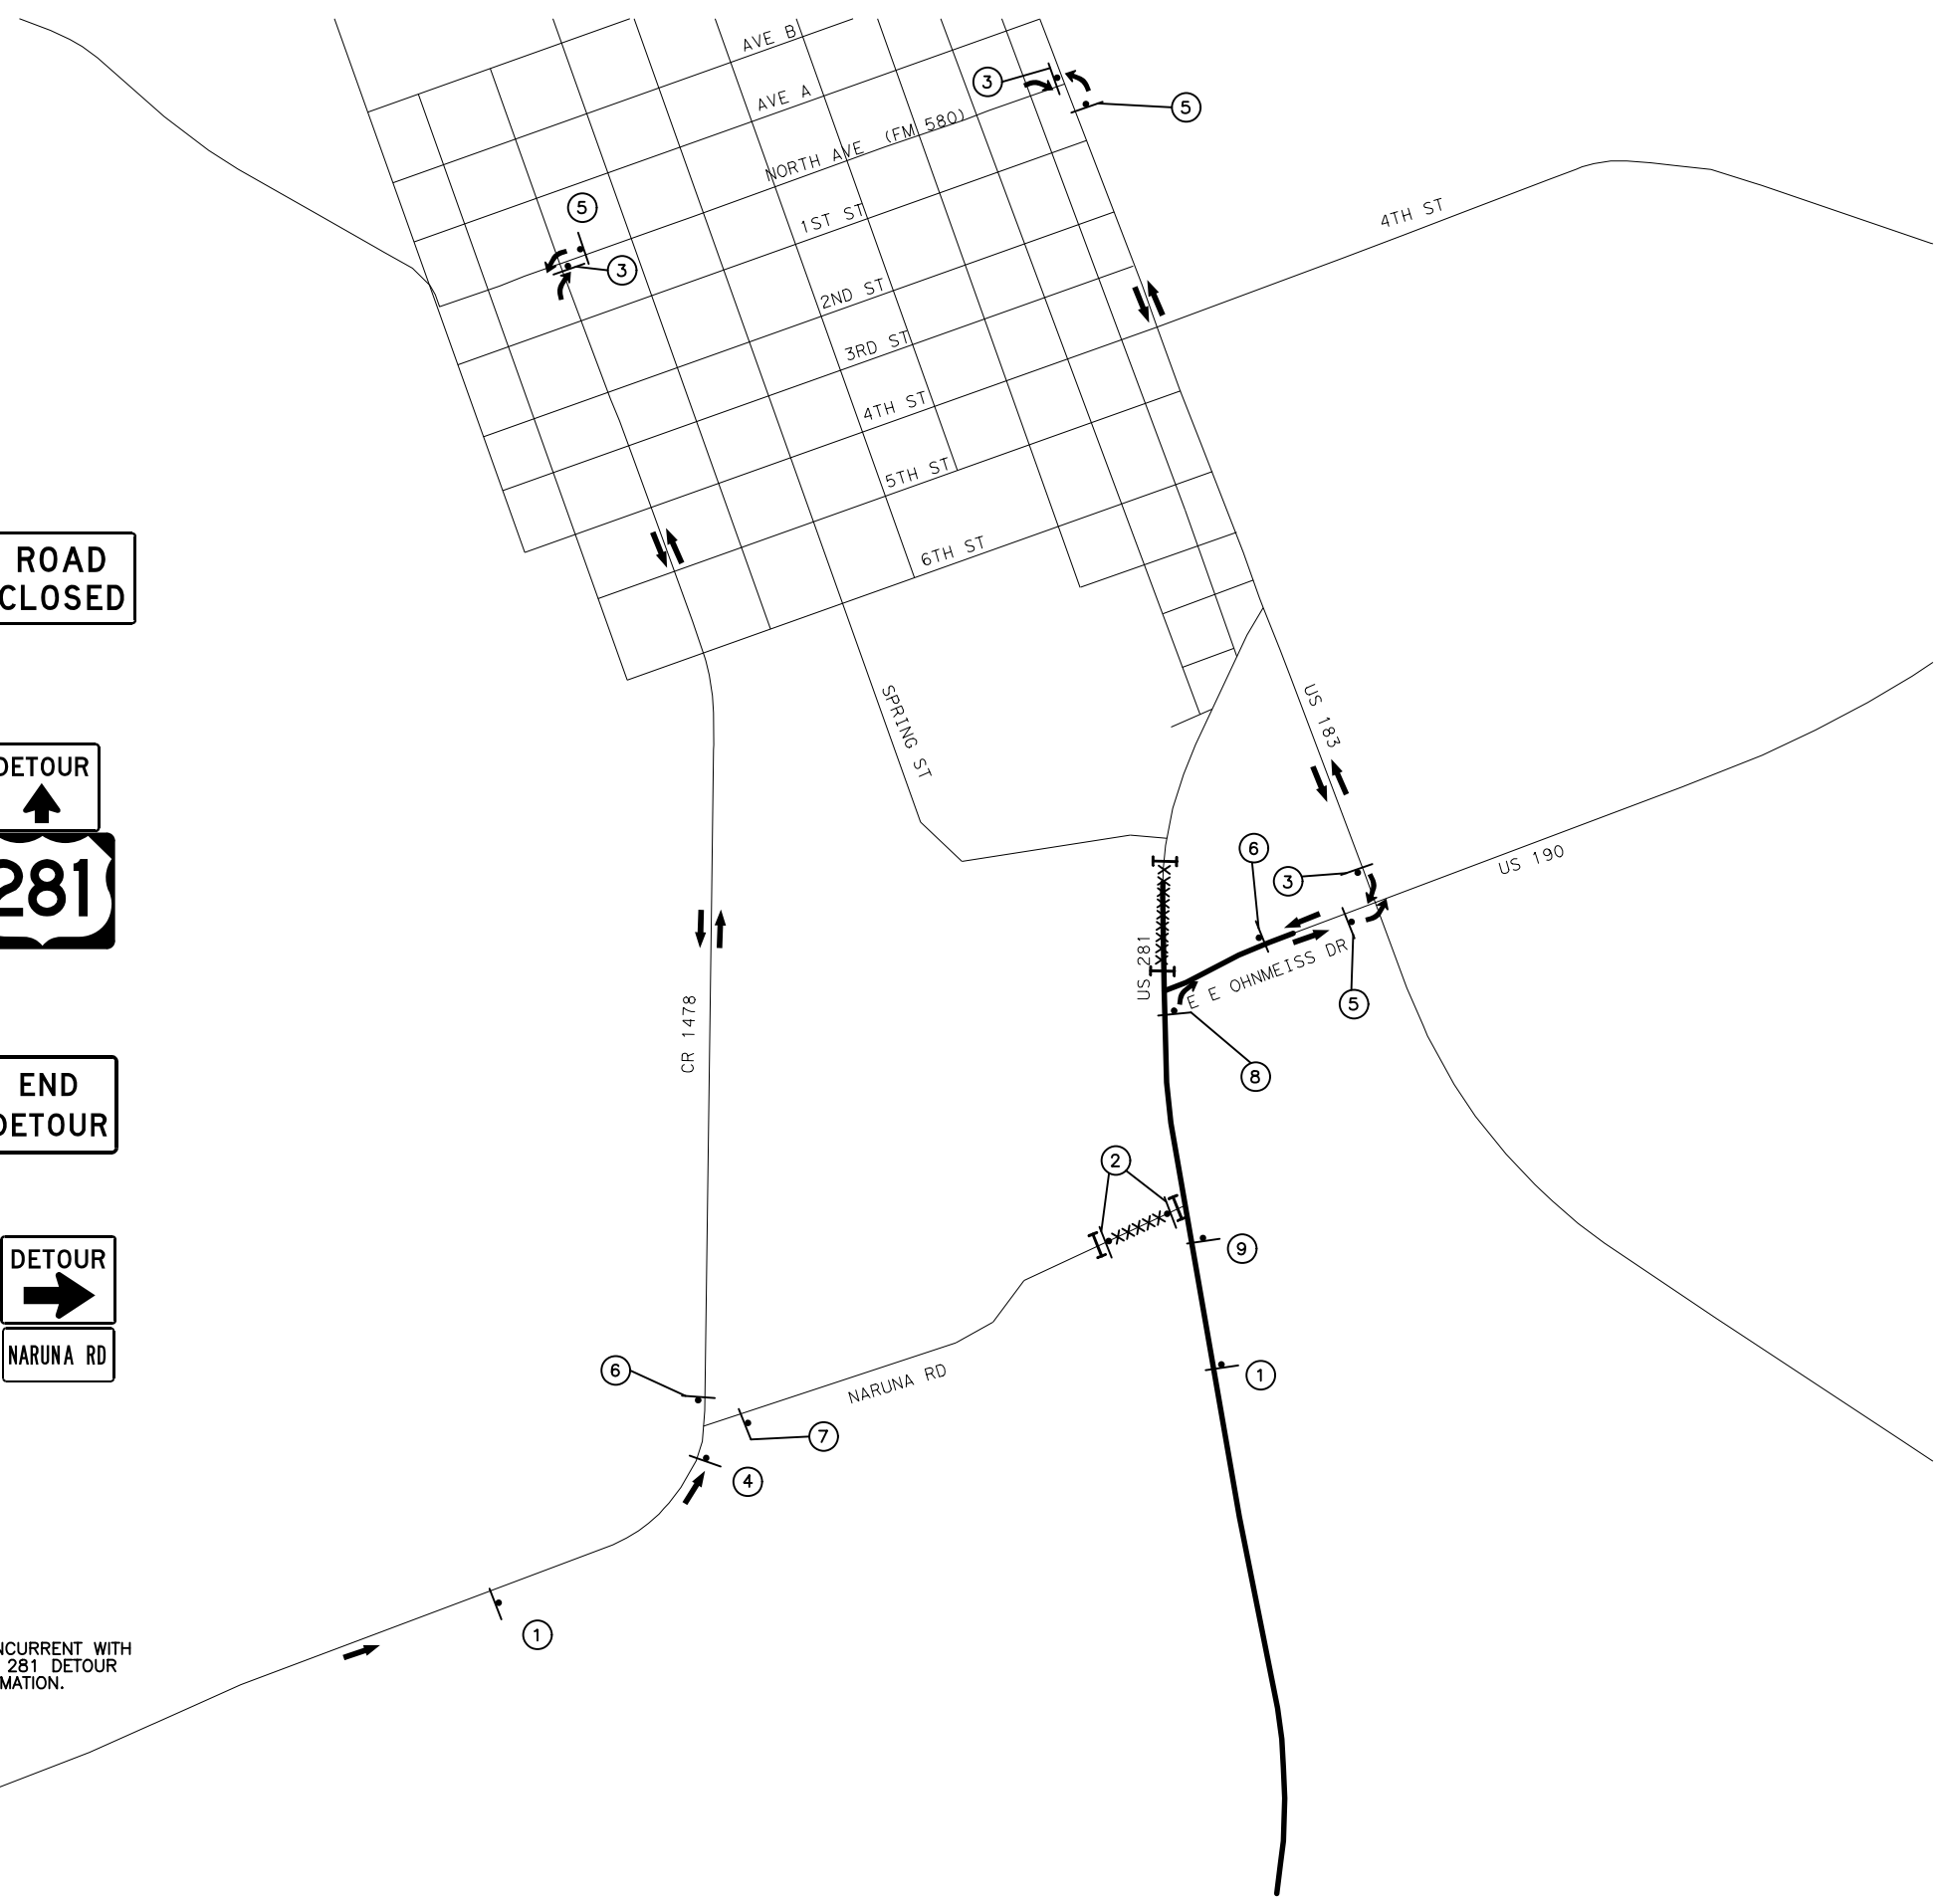 AVE B
AVE A
3
5
NORTH AVE (FM 580)
5
3
1ST ST
4TH ST
2ND ST
3RD ST
4TH ST
5TH ST
6TH ST
ROAD
CLOSED
DETOUR
281
SPRING ST
US 183
6
3
US 190
US 281
E E OHNMEISS DR
5
CR 1478
8
END
DETOUR
2
9
DETOUR
NARUNA RD
6
NARUNA RD
1
7
4
1
WITH
281 DETOUR